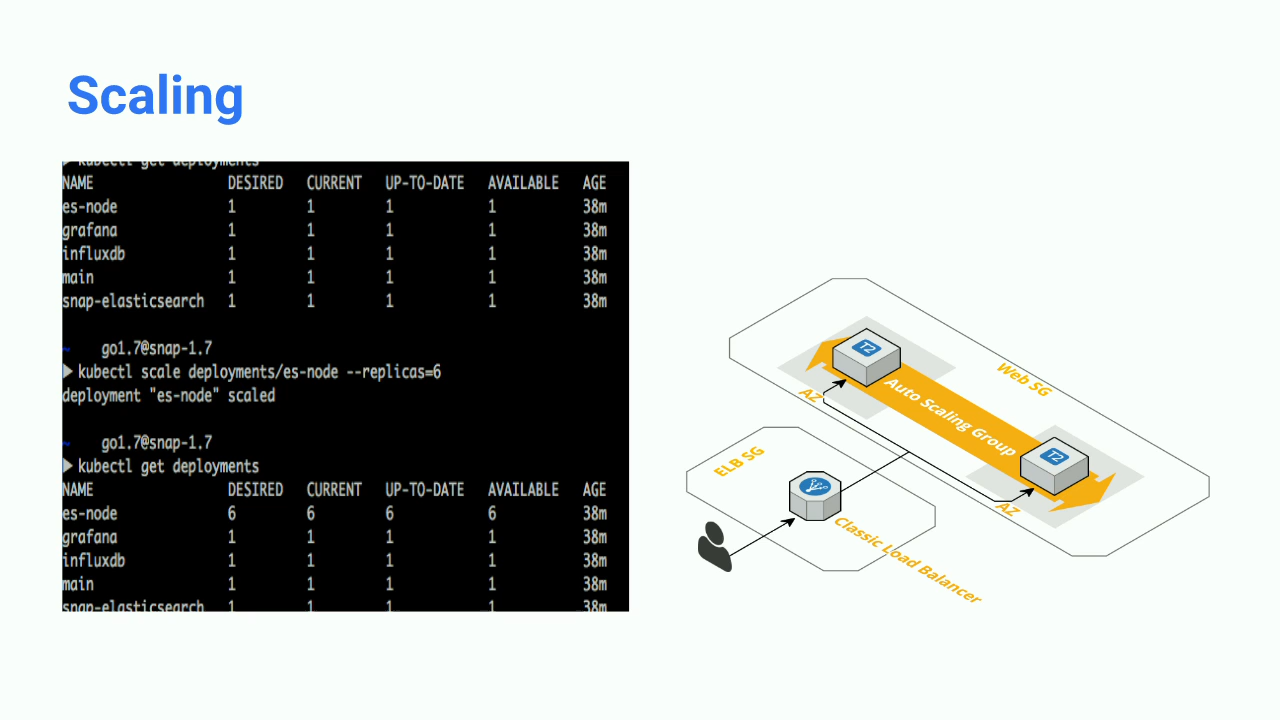 Scaling
kubectl get deployments
NAME DESIRED CURRENT UP-TO-DATE AVAILABLE AGE
es-node 1 1 1 1 38m
grafana 1 1 1 1 38m
influxdb 1 1 1 1 38m
main 1 1 1 1 38m
snap-elasticsearch 1 1 1 1 38m
~ go1.7@snap-1.7
kubectl scale deployments/es-node --replicas=6
deployment "es-node" scaled
~ go1.7@snap-1.7
kubectl get deployments
NAME DESIRED CURRENT UP-TO-DATE AVAILABLE AGE
es-node 6 6 6 6 38m
grafana 1 1 1 1 38m
influxdb 1 1 1 1 38m
main 1 1 1 1 38m
snap-elasticsearch 1 1 1 1 38m
T2
Web SG
AZ
Auto Scaling Group
T2
ELB SG
AZ
Classic Load Balancer